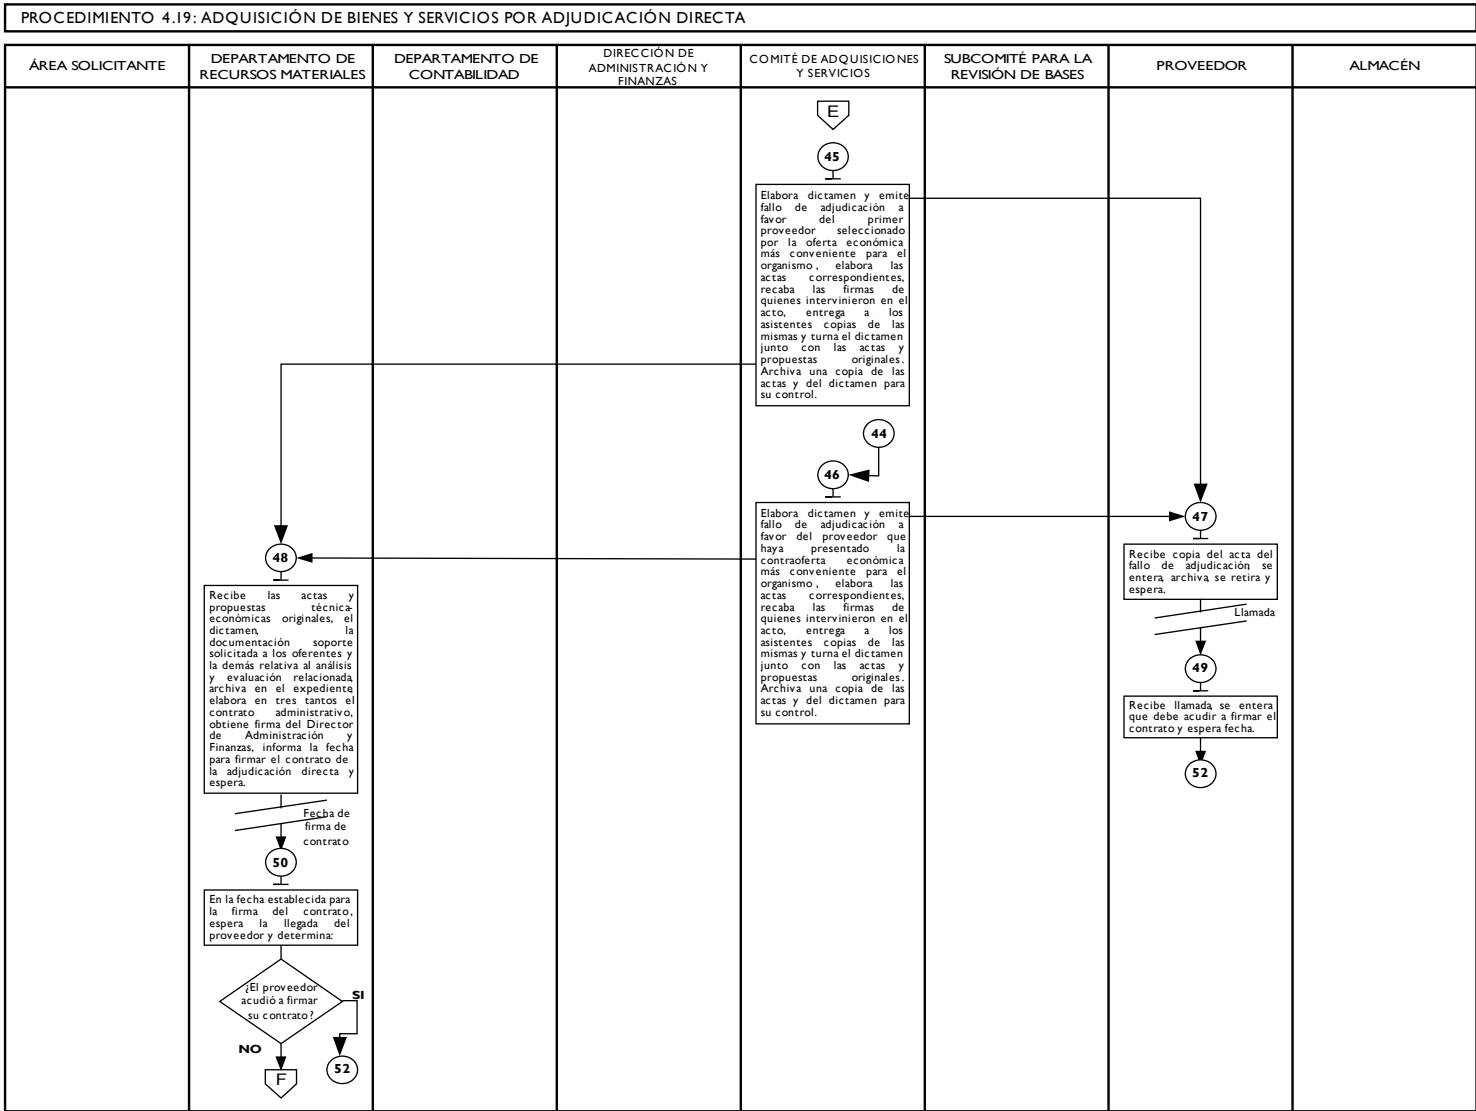 PROCEDIMIENTO 4.19: ADQUISICIÓN DE BIENES Y SERVICIOS POR ADJUDICACIÓN DIRECTA
ÁREA SOLICITANTE
DEPARTAMENTO DE
RECURSOS MATERIALES
DEPARTAMENTO DE
CONTABILIDAD
DIRECCIÓN DE
ADMINISTRACIÓN Y
FINANZAS
COMITÉ DE ADQUISICIONES
Y SERVICIOS
SUBCOMITÉ PARA LA
REVISIÓN DE BASES
PROVEEDOR
ALMACÉN
E
45
Elabora dictamen y emite
fallo de adjudicación a
favor del primer
proveedor seleccionado
por la oferta económica
más conveniente para el
organismo, elabora las
actas correspondientes,
recaba las firmas de
quienes intervinieron en el
acto, entrega a los
asistentes copias de las
mismas y turna el dictamen
junto con las actas y
propuestas originales.
Archiva una copia de las
actas y del dictamen para
su control.
44
46
Elabora dictamen y emite
fallo de adjudicación a
favor del proveedor que
haya presentado la
contraoferta económica
más conveniente para el
organismo, elabora las
actas correspondientes,
recaba las firmas de
quienes intervinieron en el
acto, entrega a los
asistentes copias de las
mismas y turna el dictamen
junto con las actas y
propuestas originales.
Archiva una copia de las
actas y del dictamen para
su control.
47
Recibe copia del acta del
fallo de adjudicación, se
entera, archiva, se retira y
espera.
Llamada
49
Recibe llamada, se entera
que debe acudir a firmar el
contrato y espera fecha.
52
48
Recibe las actas y
propuestas técnica-
económicas originales, el
dictamen, la
documentación soporte
solicitada a los oferentes y
la demás relativa al análisis
y evaluación relacionada,
archiva en el expediente,
elabora en tres tantos el
contrato administrativo,
obtiene firma del Director
de Administración y
Finanzas, informa la fecha
para firmar el contrato de
la adjudicación directa y
espera.
Fecha de
firma de
contrato
50
En la fecha establecida para
la firma del contrato,
espera la llegada del
proveedor y determina:
¿El proveedor
acudió a firmar
su contrato?
SI
NO
52
F